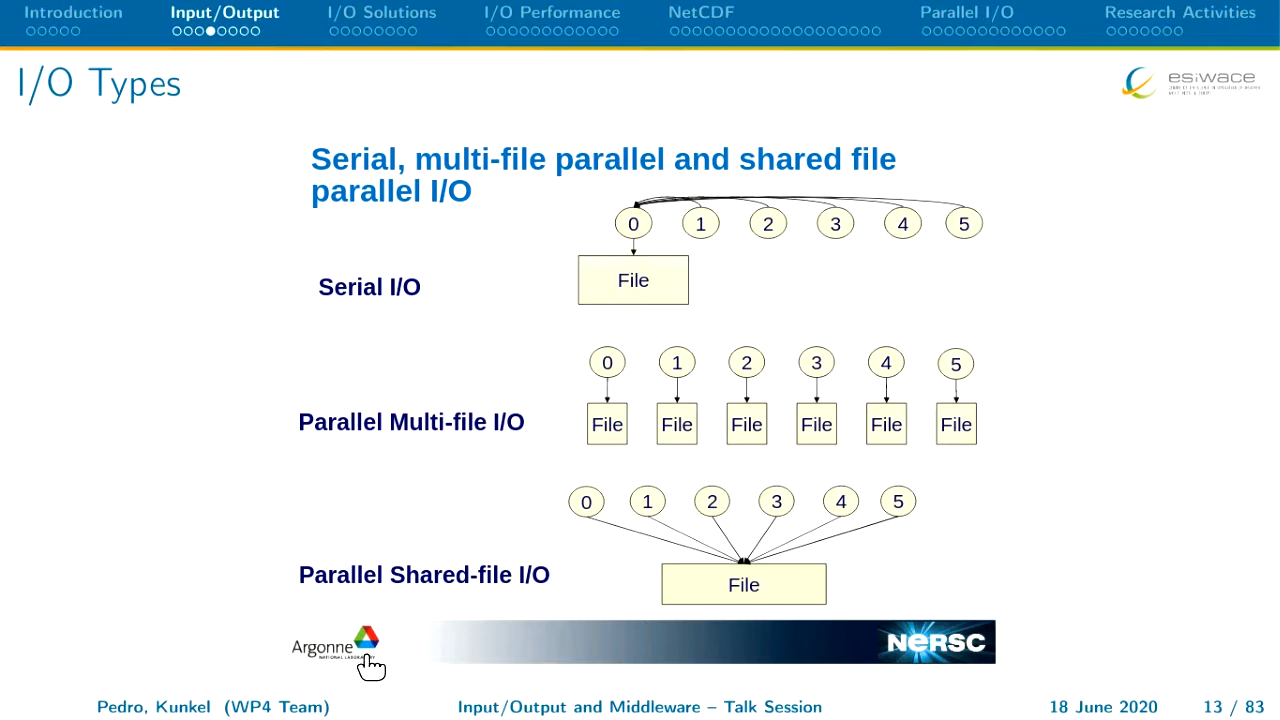 Introduction Input/Output I/O Solutions I/O Performance NetCDF Parallel I/O Research Activities
I/O Types
esiwace
Serial, multi-file parallel and shared file
parallel I/O
0 1 2 3 4 5
File
Serial I/O
0 1 2 3 4 5
Parallel Multi-file I/O
File File File File File File
0 1 2 3 4 5
Parallel Shared-file I/O
File
Argonne
NERSC
Pedro, Kunkel (WP4 Team) Input/Output and Middleware – Talk Session 18 June 2020 13 / 83